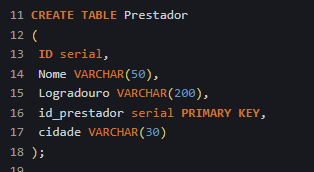 11 CREATE TABLE Prestador
12 (
13 ID serial,
14 Nome VARCHAR(50),
15 Logradouro VARCHAR(200),
16 id_prestador serial PRIMARY KEY,
17 cidade VARCHAR(30)
18 );